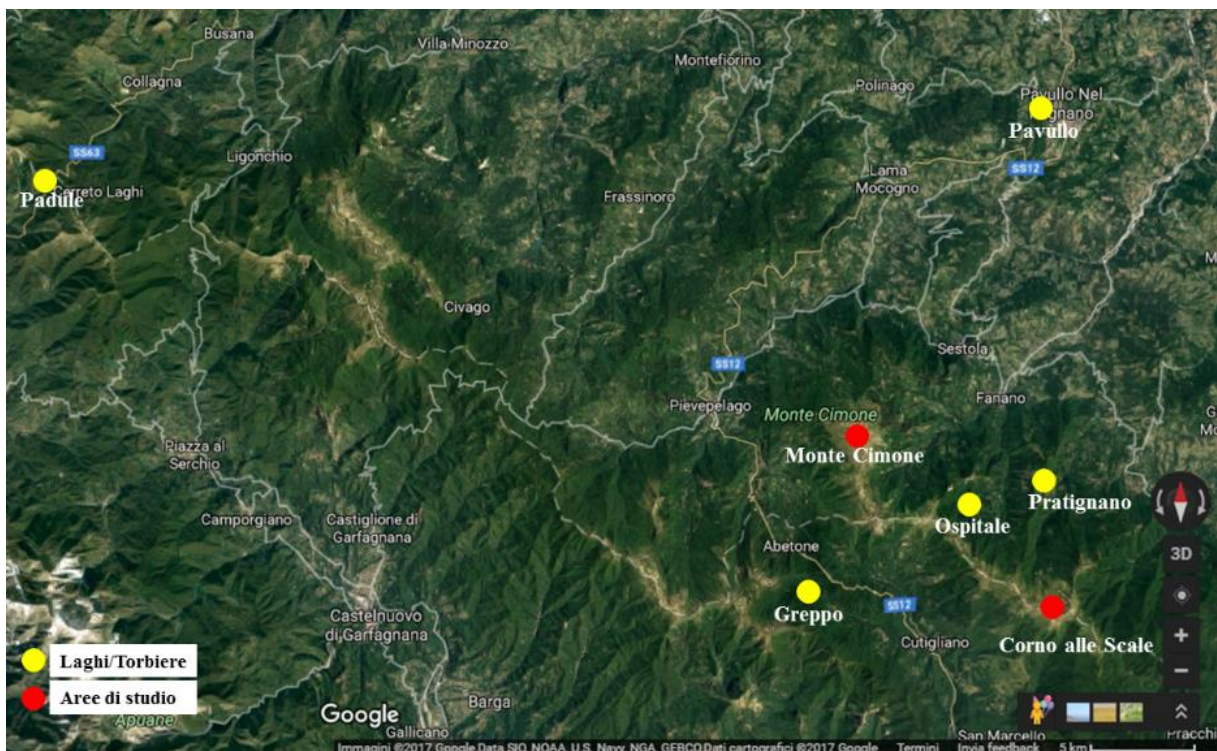 Busana
Villa Minozzo
Montefiorino
Collagna
Polinago
Pavullo Nel
Pavullo
SS63
Ligonchio
SS12
Lama
Mocogno
Cerreto Laghi
Padule
Frassinoro
Civago
Sestola
SS12
Pievepelago
Fanano
Monte Cimone
Monte Cimone
Piazza al
Serchio
Pratignano
Ospitale
Camporgiano
Castiglione di
Garfagnana
Abetone
3D
Greppo
SS12
Castelnuovo
di Garfagnana
Cutigliano
Corno alle Scale
Laghi/Torbiere
Aree di studio
Apuane
Barga
Google
Gallicano
San Marcello
Pracchi
Immagini ©2017 Google, Data SIO, NOAA, U.S. Navy, NGA, GEBCO, Dati cartografici ©2017 Google Termini Invia feedback 5 km